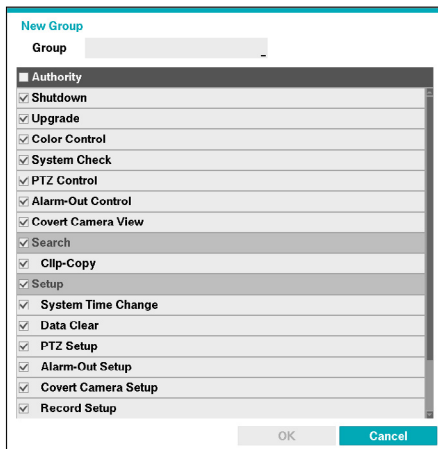 New Group
Group
Authority
Shutdown
Upgrade
Color Control
System Check
PTZ Control
Alarm-Out Control
Covert Camera View
Search
Clip-Copy
Setup
System Time Change
Data Clear
PTZ Setup
Alarm-Out Setup
Covert Camera Setup
Record Setup
OK Cancel